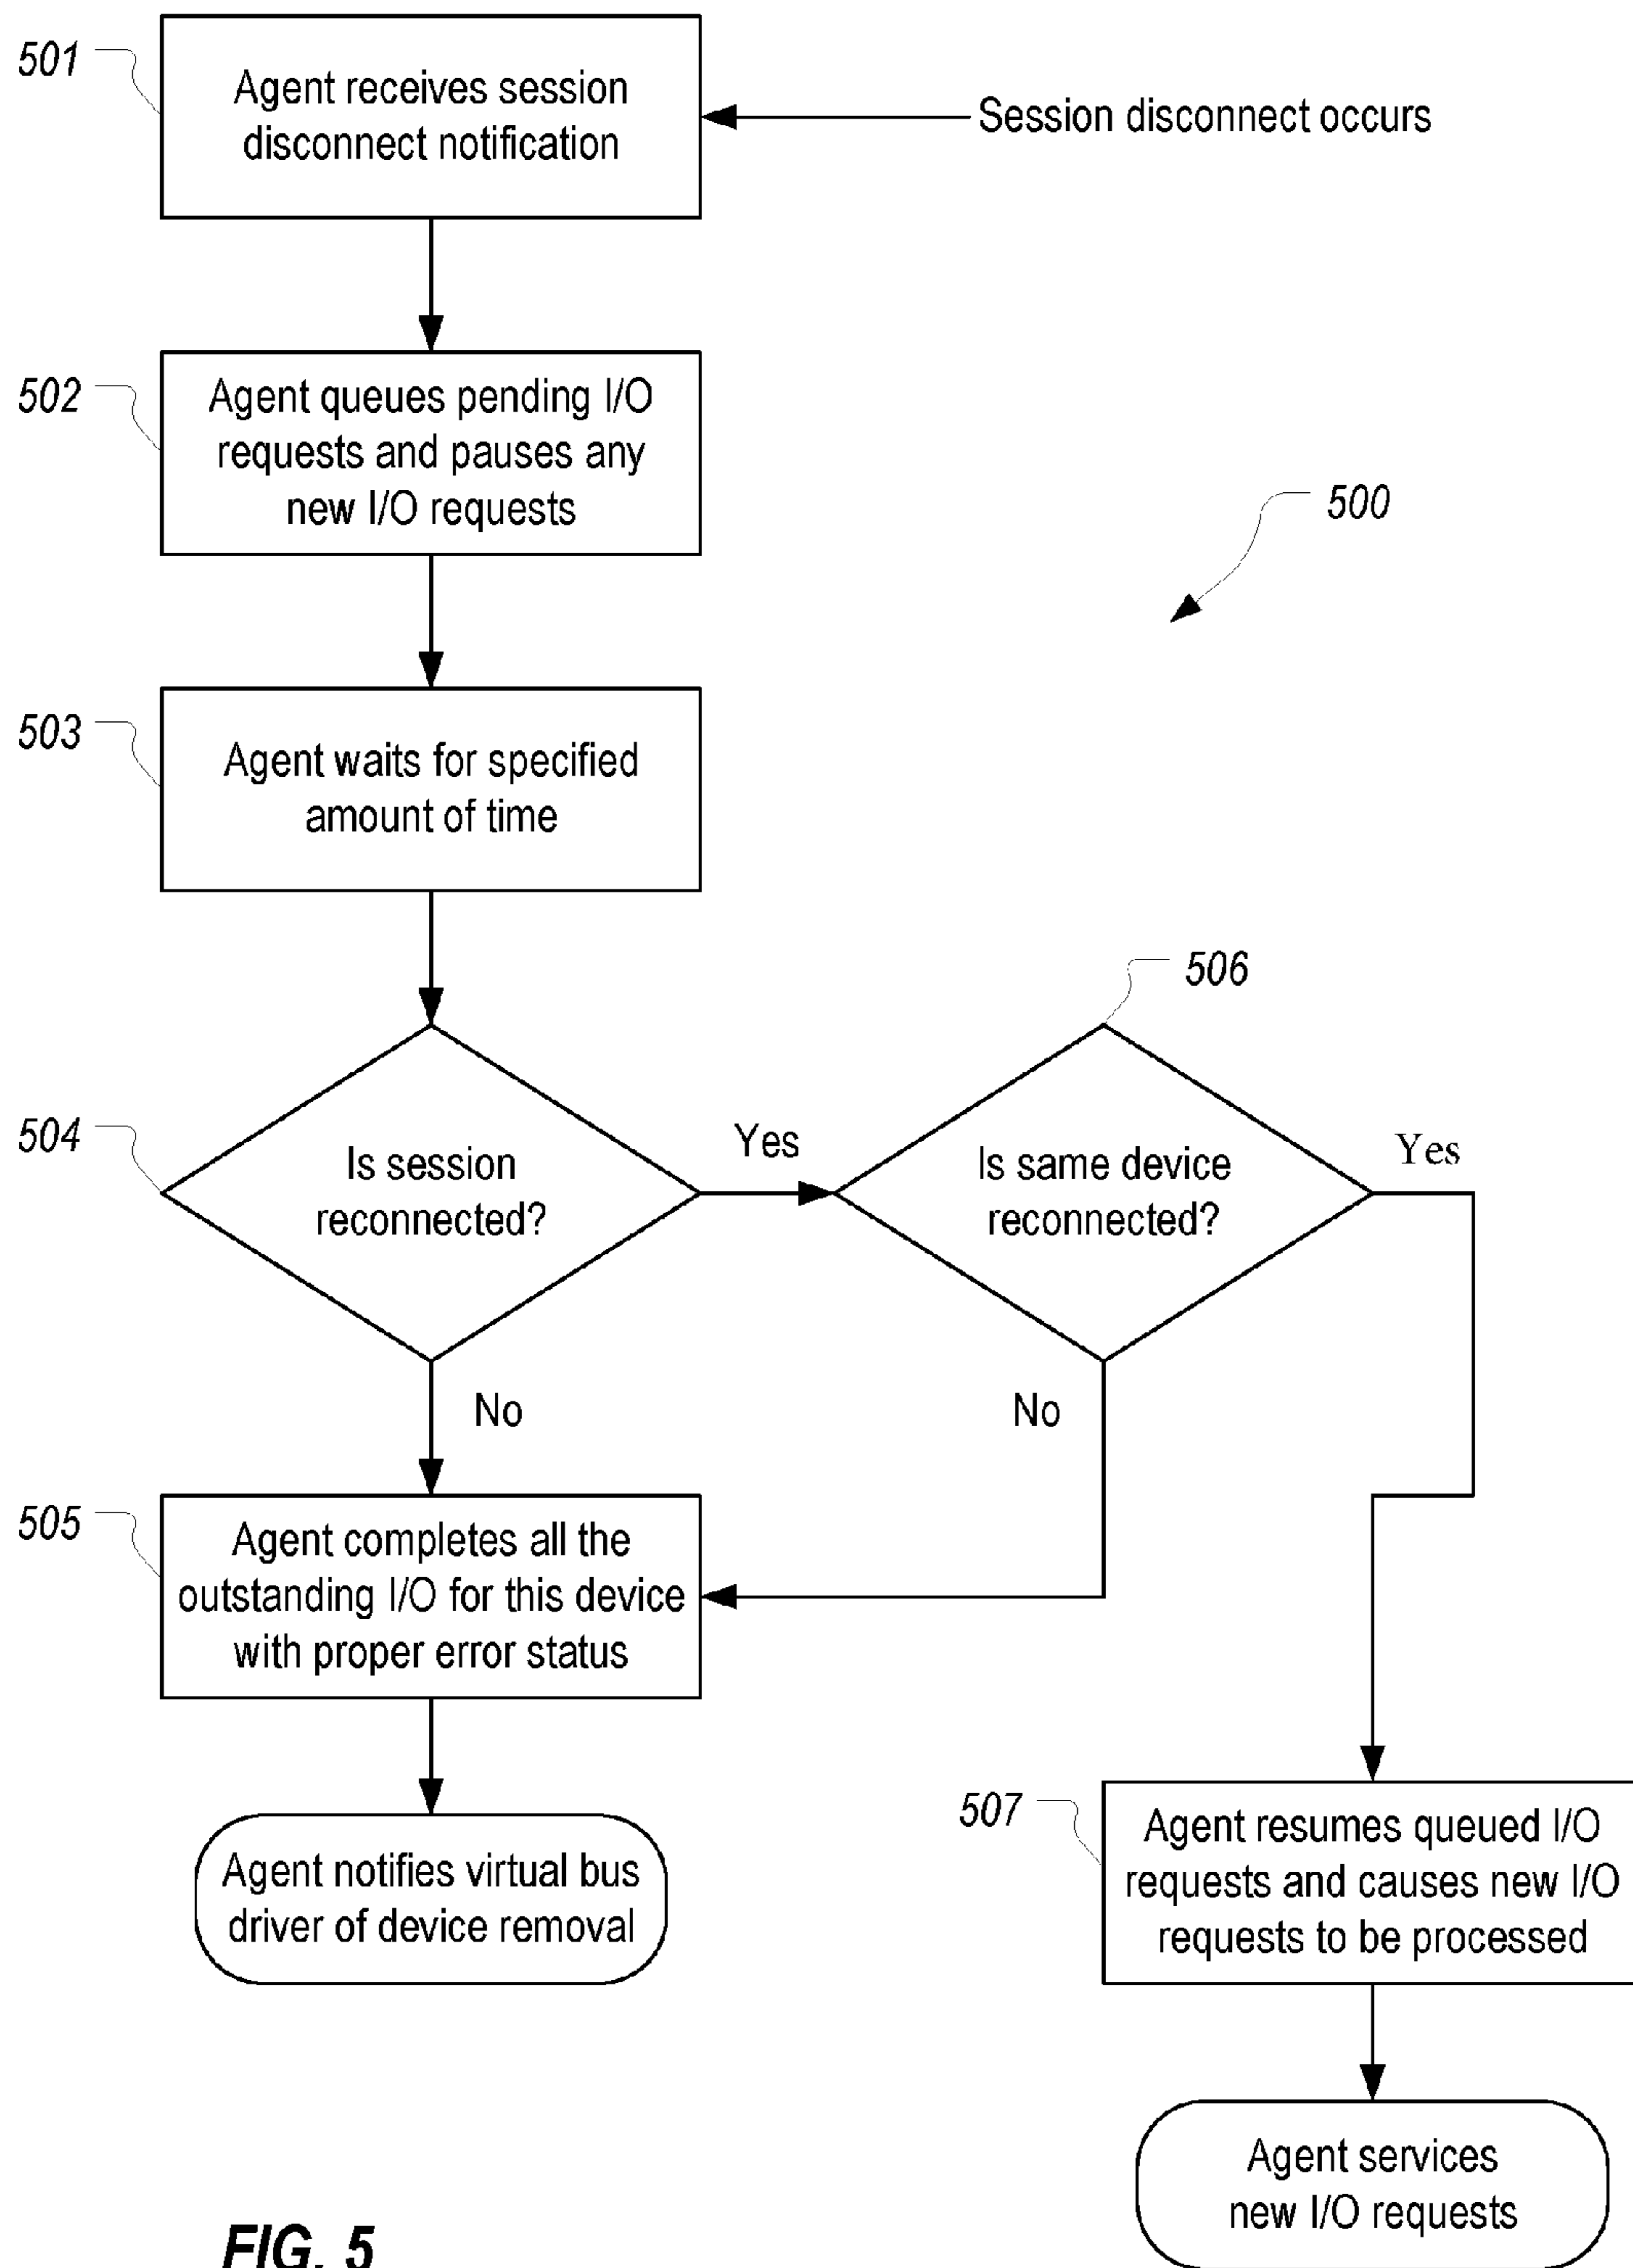 501
Agent receives session
disconnect notification
Session disconnect occurs
502
Agent queues pending I/O
requests and pauses any
new I/O requests
500
503
Agent waits for specified
amount of time
506
504
Is session
reconnected?
Yes
Is same device
reconnected?
Yes
No
No
505
Agent completes all the
outstanding I/O for this device
with proper error status
507
Agent resumes queued I/O
requests and causes new I/O
requests to be processed
Agent notifies virtual bus
driver of device removal
Agent services
new I/O requests
FIG. 5